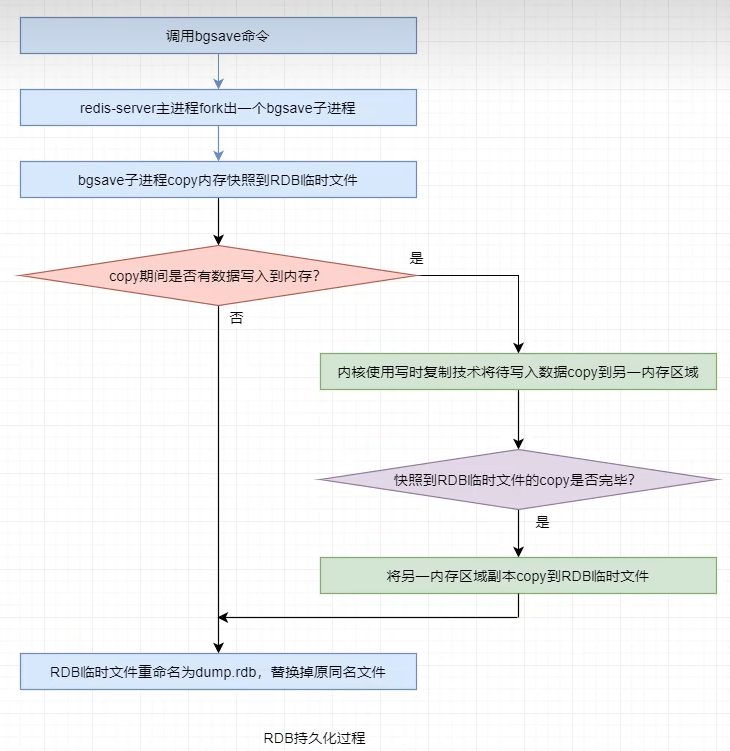 调用bgsave命令
redis-server主进程fork出一个bgsave子进程
bgsave子进程copy内存快照到RDB临时文件
copy期间是否有数据写入到内存?
是
否
内核使用写时复制技术将待写入数据copy到另一内存区域
快照到RDB临时文件的copy是否完毕?
是
将另一内存区域副本copy到RDB临时文件
RDB临时文件重命名为dump.rdb，替换掉原同名文件
RDB持久化过程